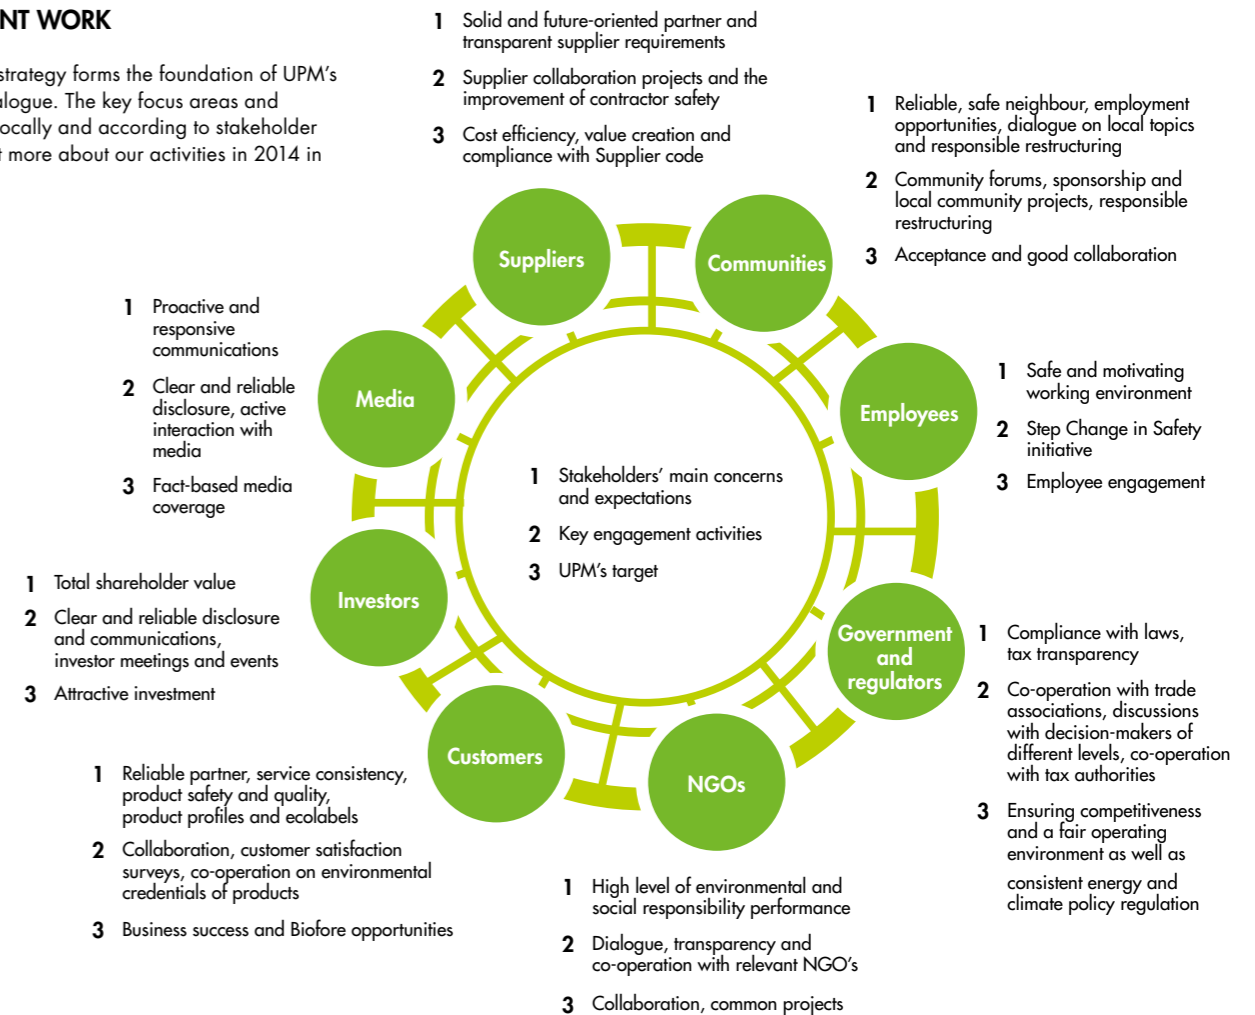 NT WORK
strategy forms the foundation of UPM's
alogue. The key focus areas and
ocally and according to stakeholder
t more about our activities in 2014 in
1 Solid and future-oriented partner and
transparent supplier requirements
2 Supplier collaboration projects and the
improvement of contractor safety
3 Cost efficiency, value creation and
compliance with Supplier code
1 Reliable, safe neighbour, employment
opportunities, dialogue on local topics
and responsible restructuring
2 Community forums, sponsorship and
local community projects, responsible
restructuring
3 Acceptance and good collaboration
Suppliers
Communities
1 Proactive and
responsive
communications
2 Clear and reliable
disclosure, active
interaction with
media
3 Fact-based media
coverage
Media
Employees
1 Safe and motivating
working environment
2 Step Change in Safety
initiative
3 Employee engagement
1 Stakeholders' main concerns
and expectations
2 Key engagement activities
3 UPM's target
1 Total shareholder value
2 Clear and reliable disclosure
and communications,
investor meetings and events
3 Attractive investment
Investors
Government
and
regulators
1 Compliance with laws,
tax transparency
2 Co-operation with trade
associations, discussions
with decision-makers of
different levels, co-operation
with tax authorities
3 Ensuring competitiveness
and a fair operating
environment as well as
consistent energy and
climate policy regulation
Customers
NGOs
1 Reliable partner, service consistency,
product safety and quality,
product profiles and ecolabels
2 Collaboration, customer satisfaction
surveys, co-operation on environmental
credentials of products
3 Business success and Biofore opportunities
1 High level of environmental and
social responsibility performance
2 Dialogue, transparency and
co-operation with relevant NGO's
3 Collaboration, common projects